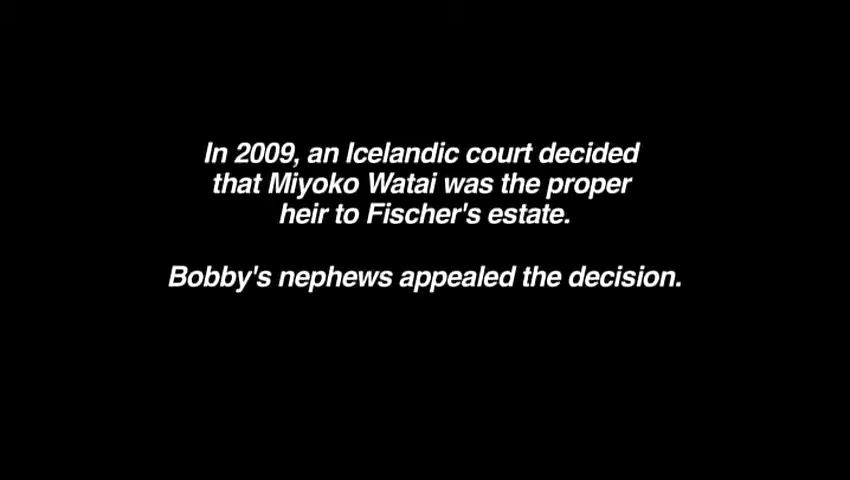 In 2009, an Icelandic court decided
that Miyoko Watai was the proper
heir to Fischer's estate.
Bobby's nephews appealed the decision.